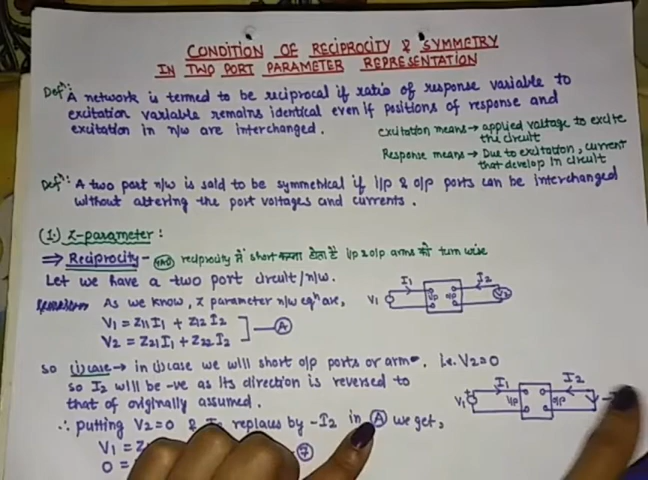 CONDITION OF RECIPROCITY & SYMMETRY
IN TWO PORT PARAMETER REPRESENTATION
Defⁿ: A network is termed to be reciprocal if ratio of response variable to
excitation variable remains identical even if positions of response and
excitation in n/w are interchanged.
excitation means → applied voltage to excite
the circuit
Response means → Due to excitation, current
that develop in circuit
Defⁿ: A two port n/w is said to be symmetrical if i/p & o/p ports can be interchanged
without altering the port voltages and currents.
(1.) Z-parameter:
⇒ Reciprocity - reciprocity में short करना होता है i/p & o/p arms को turn wise
Let we have a two port circuit/n/w.
As we know, Z parameter n/w eqⁿ are,
V1 = Z11 I1 + Z12 I2
V2 = Z21 I1 + Z22 I2
A
I1 I2
V1 i/p o/p V2
So (i) case → in (i) case we will short o/p ports or arm. i.e. V2=0
so I2 will be -ve as its direction is reversed to
that of originally assumed.
I1 I2
V1 i/p o/p
∴ putting V2=0 & replace by -I2 in (A) we get,
V1 = Z
0 =